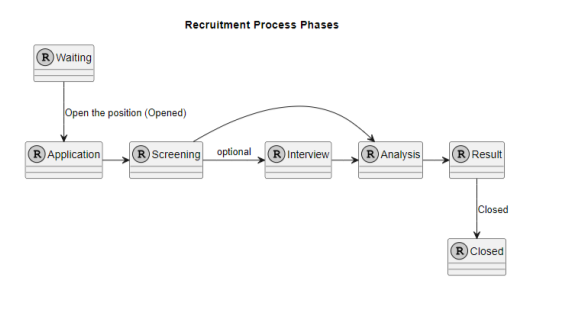 Recruitment Process Phases
R Waiting
Open the position (Opened)
R Application
R Screening
optional
R Interview
R Analysis
R Result
Closed
R Closed